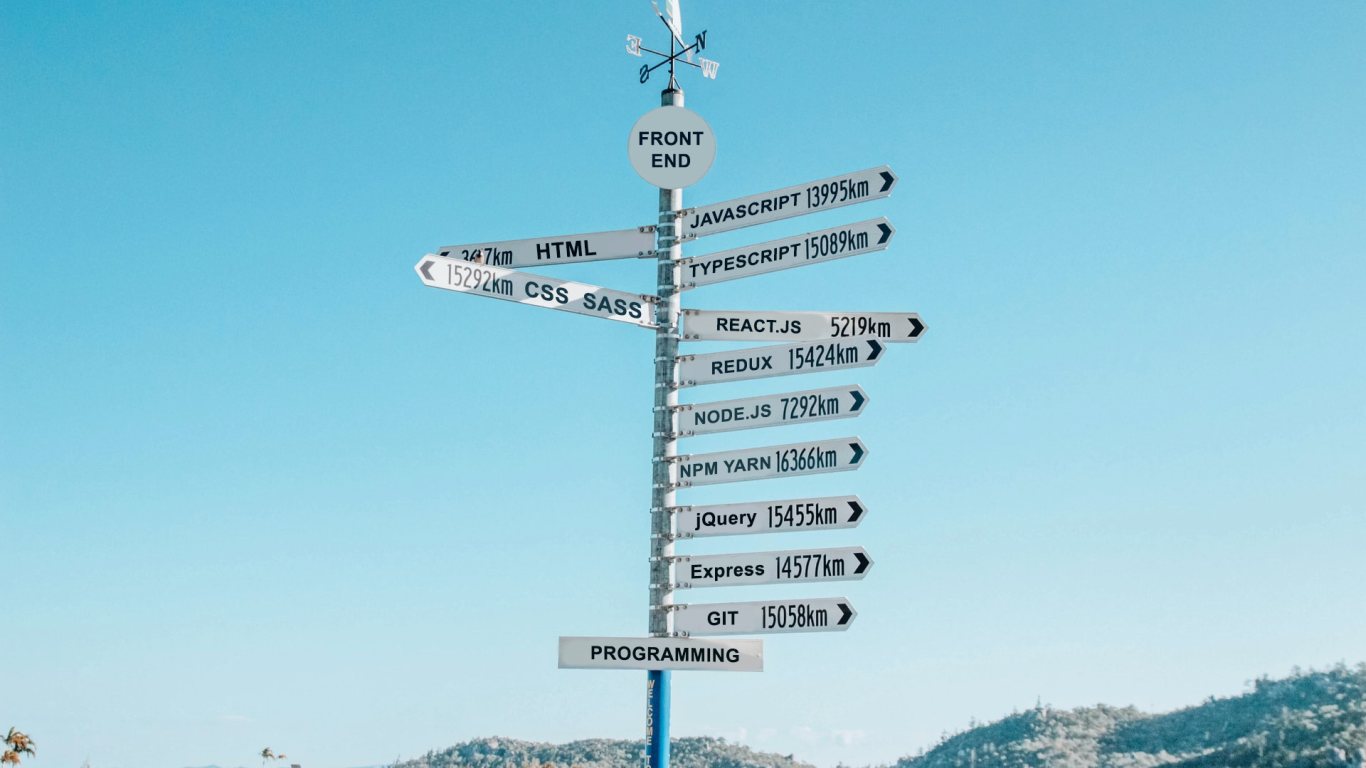 N
E
W
S
FRONT
END
JAVASCRIPT 13995km
TYPESCRIPT 15089km
HTML
15292km CSS SASS
REACT.JS 5219km
REDUX 15424km
NODE.JS 7292km
NPM YARN 16366km
jQuery 15455km
Express 14577km
GIT 15058km
PROGRAMMING
WELCOME